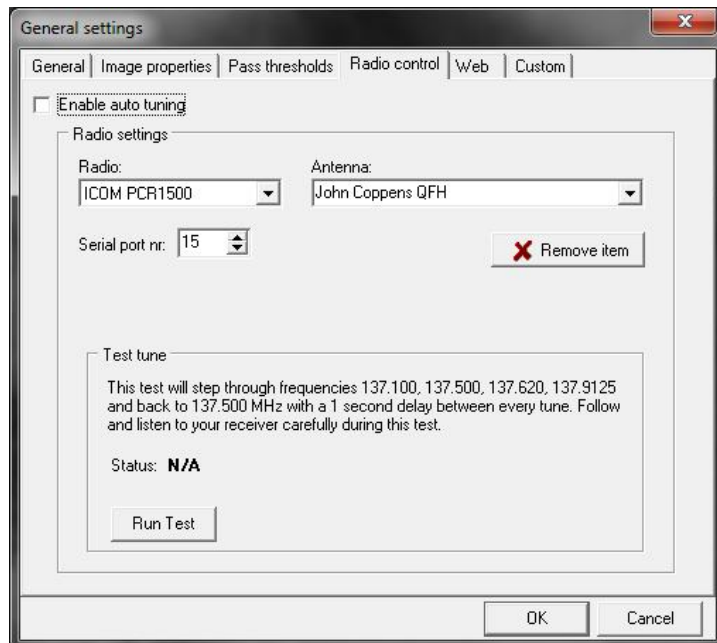 General settings
General Image properties Pass thresholds Radio control Web Custom
Enable auto tuning
Radio settings
Radio: Antenna:
ICOM PCR1500 John Coppens QFH
Serial port nr: 15 Remove item
Test tune
This test will step through frequencies 137.100, 137.500, 137.620, 137.9125
and back to 137.500 MHz with a 1 second delay between every tune. Follow
and listen to your receiver carefully during this test.
Status: N/A
Run Test
OK Cancel